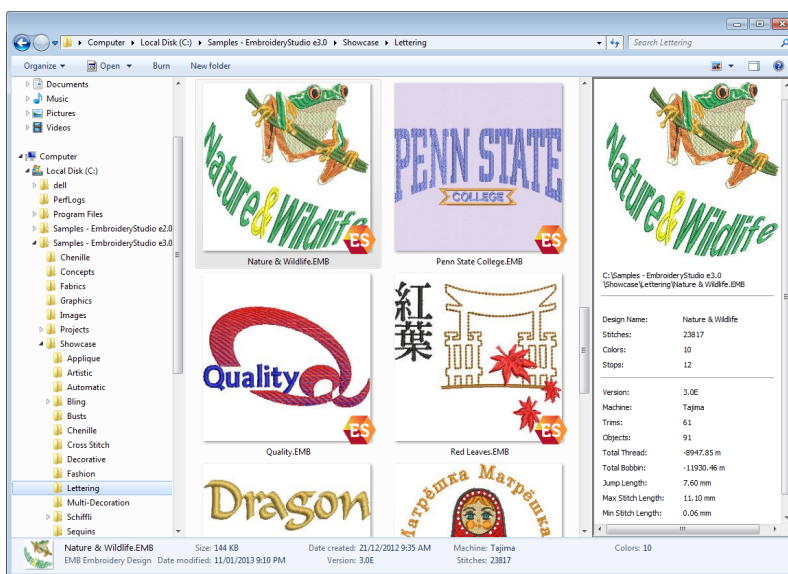 Computer ▸ Local Disk (C:) ▸ Samples - EmbroideryStudio e3.0 ▸ Showcase ▸ Lettering
Search Lettering
Organize Open Burn New folder
Documents
Music
Pictures
Videos
Computer
Local Disk (C:)
dell
PerfLogs
Program Files
Samples - EmbroideryStudio e2.0
Samples - EmbroideryStudio e3.0
Chenille
Concepts
Fabrics
Graphics
Images
Projects
Showcase
Applique
Artistic
Automatic
Bling
Busts
Chenille
Cross Stitch
Decorative
Fashion
Lettering
Multi-Decoration
Schiffli
Sequins
Nature & Wildlife
ES
Nature & Wildlife.EMB
PENN STATE
COLLEGE
ES
Penn State College.EMB
Quality
ES
Quality.EMB
紅葉
ES
Red Leaves.EMB
Dragon
Матрёшка Матрёшка
Nature & Wildlife
C:\Samples - EmbroideryStudio e3.0
\Showcase\Lettering\Nature & Wildlife.EMB
Design Name: Nature & Wildlife
Stitches: 23817
Colors: 10
Stops: 12
Version: 3.0E
Machine: Tajima
Trims: 61
Objects: 91
Total Thread: -8947.85 m
Total Bobbin: -11930.46 m
Jump Length: 7.60 mm
Max Stitch Length: 11.10 mm
Min Stitch Length: 0.06 mm
Nature & Wildlife.EMB Size: 144 KB Date created: 21/12/2012 9:35 AM Machine: Tajima Colors: 10
EMB Embroidery Design Date modified: 11/01/2013 9:10 PM Version: 3.0E Stitches: 23817